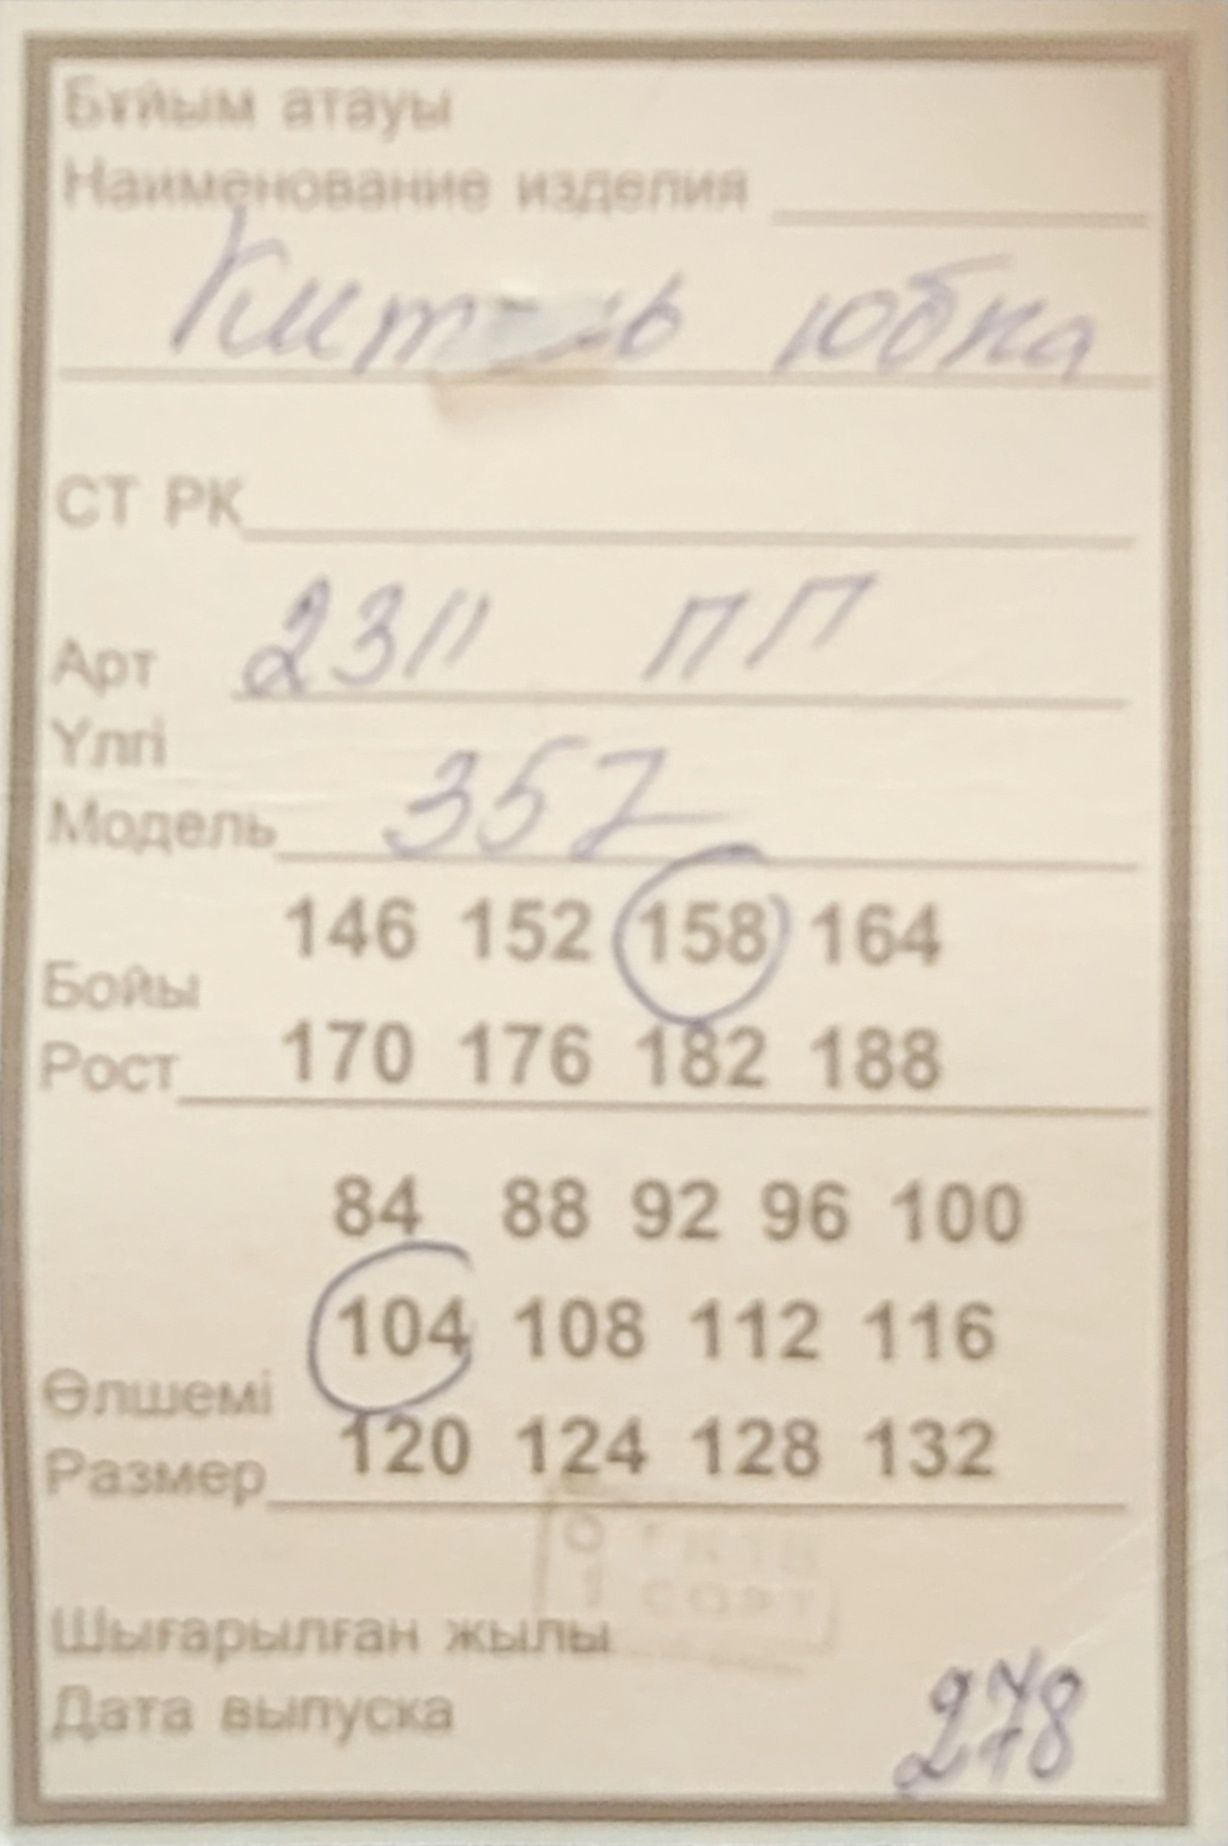 Бұйым атауы
Наименование изделия
юбка
СТ РК
Арт 2311 ПП
Үлгі
Модель 357
146 152 158 164
Бойы
Рост 170 176 182 188
84 88 92 96 100
104 108 112 116
Өлшемі
Размер 120 124 128 132
СОРТ
Шығарылған жылы
Дата выпуска
278